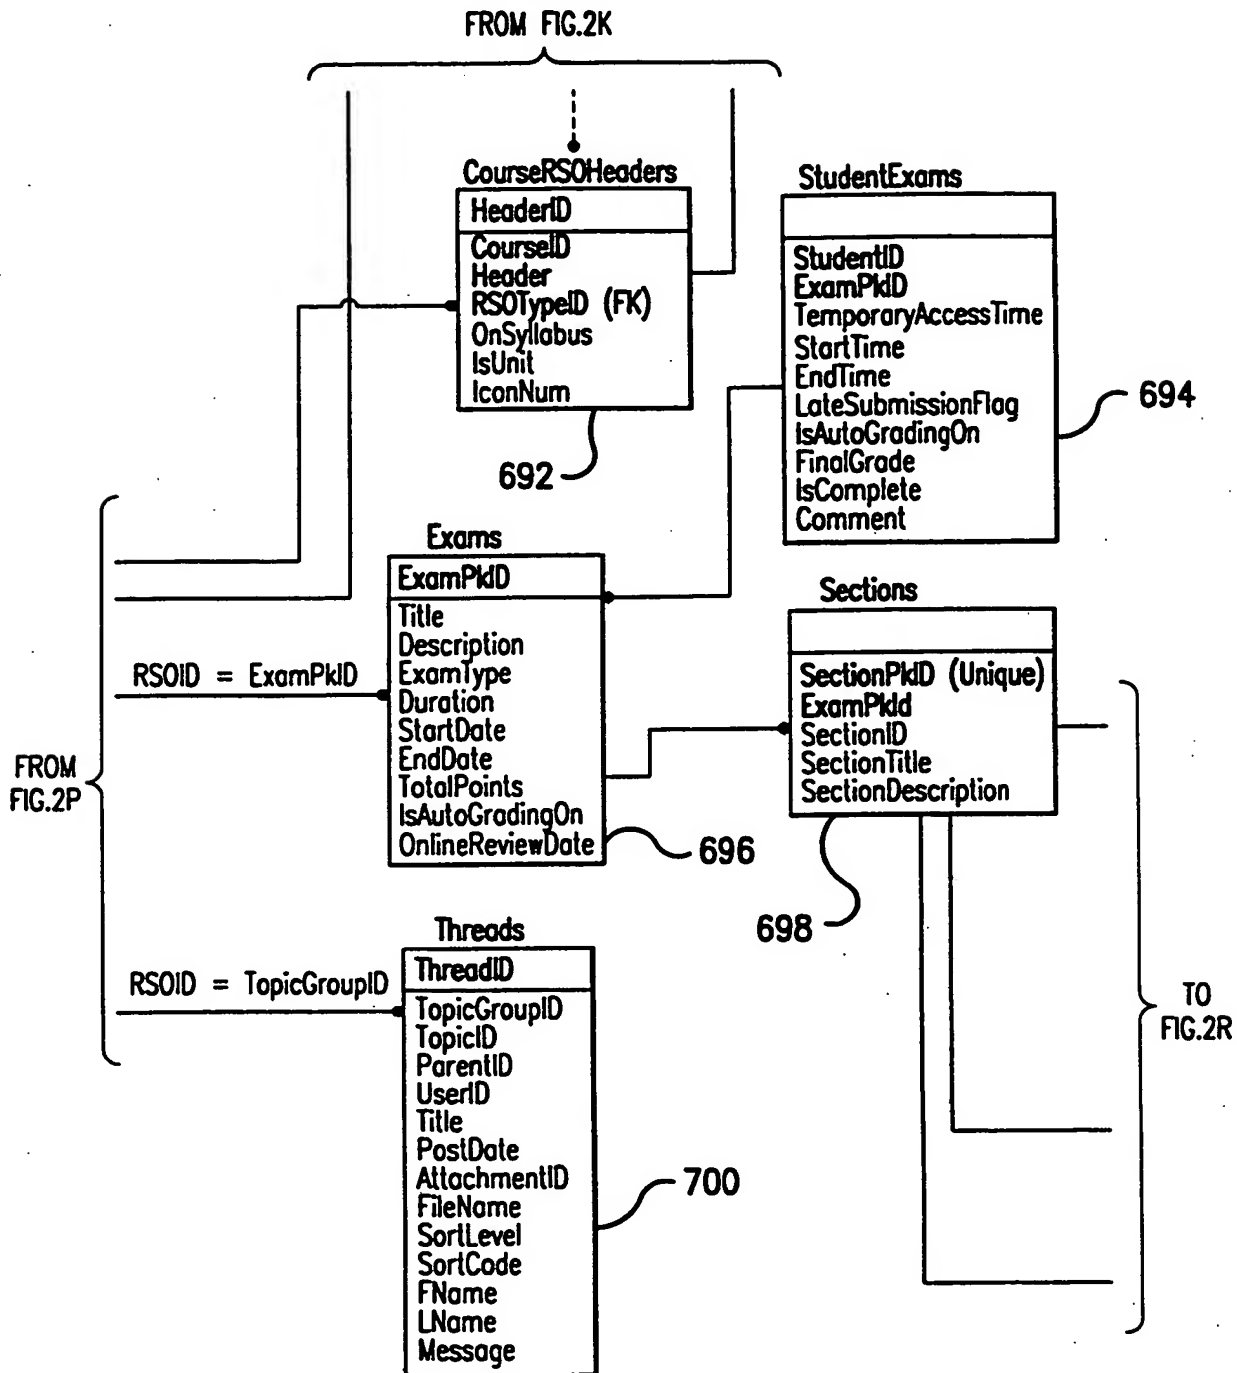 FROM FIG.2K
CourseRSOHeaders
HeaderID
CourseID
Header
RSOTypeID (FK)
OnSyllabus
IsUnit
IconNum
692
StudentExams
StudentID
ExamPkID
TemporaryAccessTime
StartTime
EndTime
LateSubmissionFlag
IsAutoGradingOn
FinalGrade
IsComplete
Comment
694
FROM
FIG.2P
Exams
ExamPkID
Title
Description
ExamType
Duration
StartDate
EndDate
TotalPoints
IsAutoGradingOn
OnlineReviewDate
696
RSOID = ExamPkID
Sections
SectionPkID (Unique)
ExamPkId
SectionID
SectionTitle
SectionDescription
698
Threads
ThreadID
TopicGroupID
TopicID
ParentID
UserID
Title
PostDate
AttachmentID
FileName
SortLevel
SortCode
FName
LName
Message
700
RSOID = TopicGroupID
TO
FIG.2R